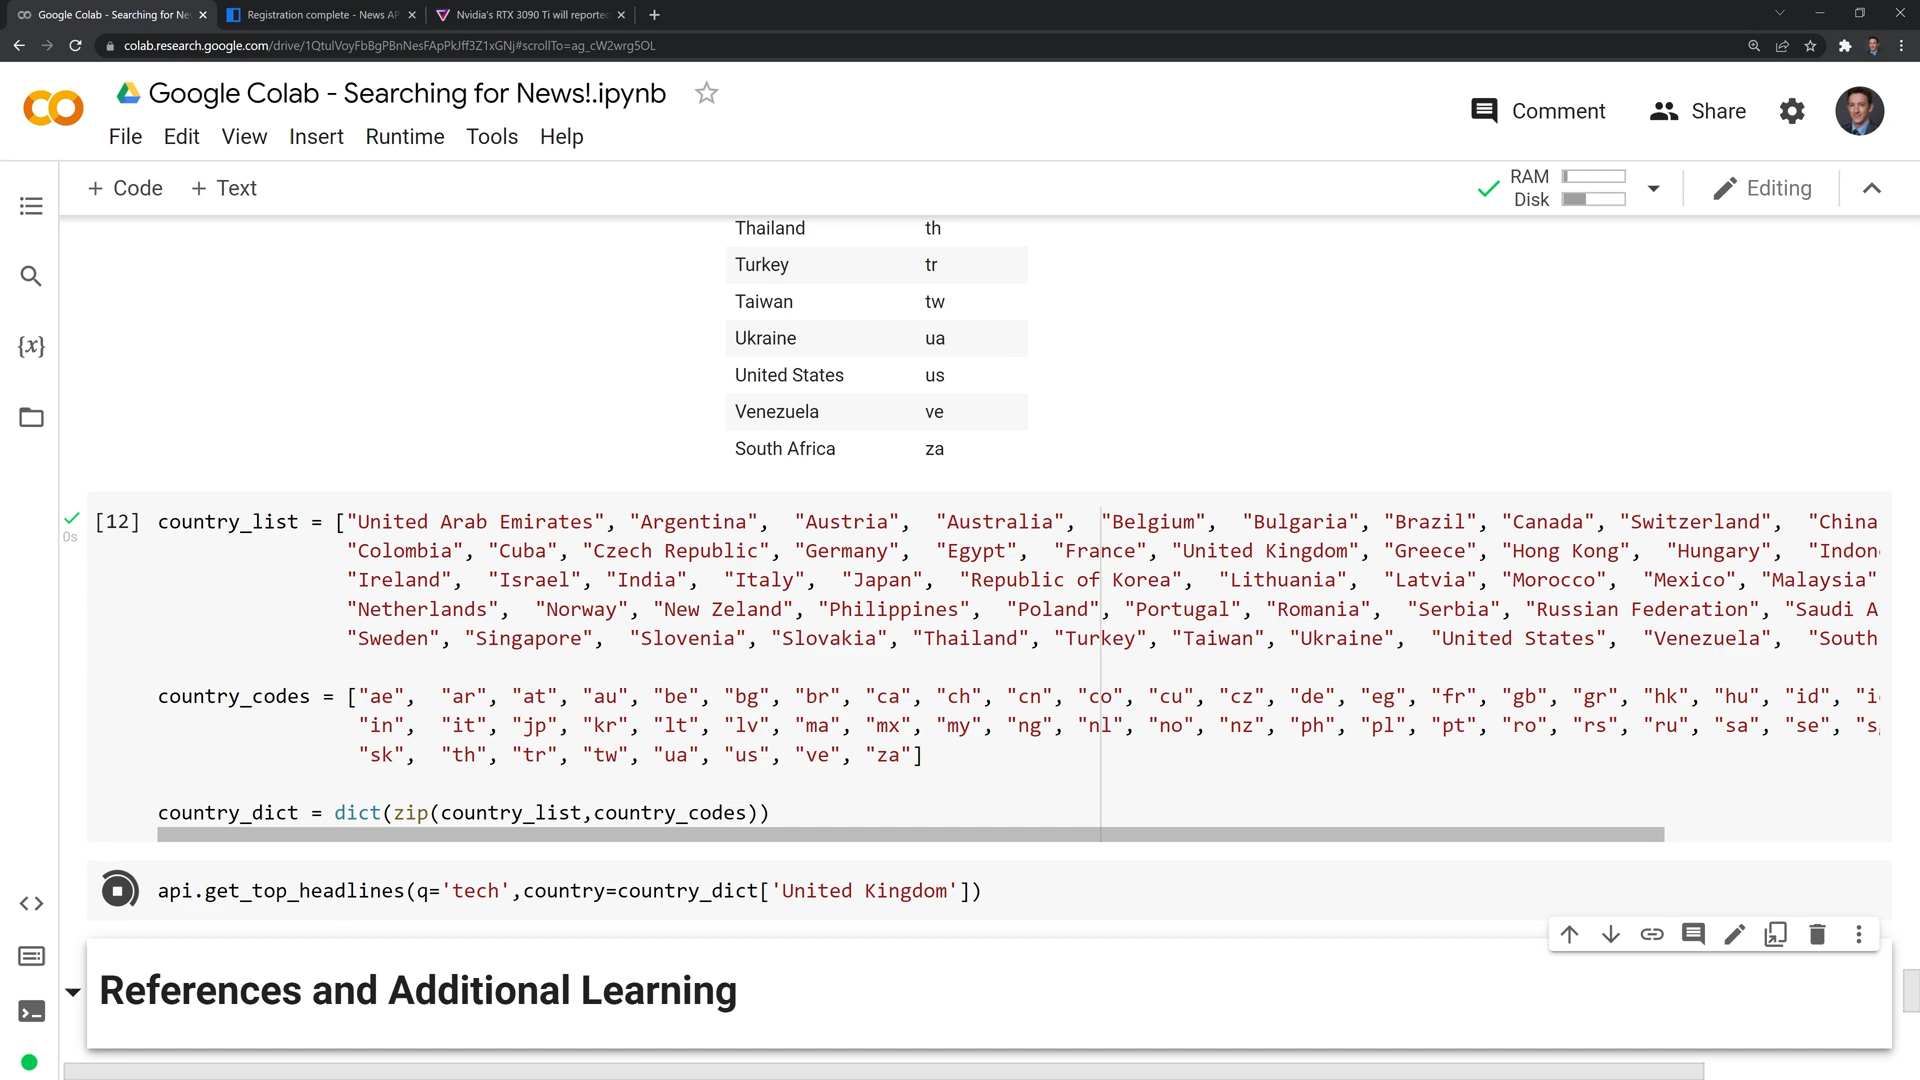 Google Colab - Searching for Ne
Registration complete - News AP
Nvidia's RTX 3090 Ti will reporte
colab.research.google.com/drive/1QtulVoyFbBgPBnNesFApPkJff3Z1xGNj#scrollTo=ag_cW2wrg5OL
Google Colab - Searching for News!.ipynb
Comment
Share
File Edit View Insert Runtime Tools Help
+ Code + Text
RAM
Disk
Editing
Thailand th
Turkey tr
Taiwan tw
Ukraine ua
United States us
Venezuela ve
South Africa za
{x}
[12] country_list = ["United Arab Emirates", "Argentina", "Austria", "Australia", "Belgium", "Bulgaria", "Brazil", "Canada", "Switzerland", "China
0s
"Colombia", "Cuba", "Czech Republic", "Germany", "Egypt", "France", "United Kingdom", "Greece", "Hong Kong", "Hungary", "Indon
"Ireland", "Israel", "India", "Italy", "Japan", "Republic of Korea", "Lithuania", "Latvia", "Morocco", "Mexico", "Malaysia"
"Netherlands", "Norway", "New Zeland", "Philippines", "Poland", "Portugal", "Romania", "Serbia", "Russian Federation", "Saudi A
"Sweden", "Singapore", "Slovenia", "Slovakia", "Thailand", "Turkey", "Taiwan", "Ukraine", "United States", "Venezuela", "South
country_codes = ["ae", "ar", "at", "au", "be", "bg", "br", "ca", "ch", "cn", "co", "cu", "cz", "de", "eg", "fr", "gb", "gr", "hk", "hu", "id", "i
"in", "it", "jp", "kr", "lt", "lv", "ma", "mx", "my", "ng", "nl", "no", "nz", "ph", "pl", "pt", "ro", "rs", "ru", "sa", "se", "s
"sk", "th", "tr", "tw", "ua", "us", "ve", "za"]
country_dict = dict(zip(country_list,country_codes))
api.get_top_headlines(q='tech',country=country_dict['United Kingdom'])
References and Additional Learning